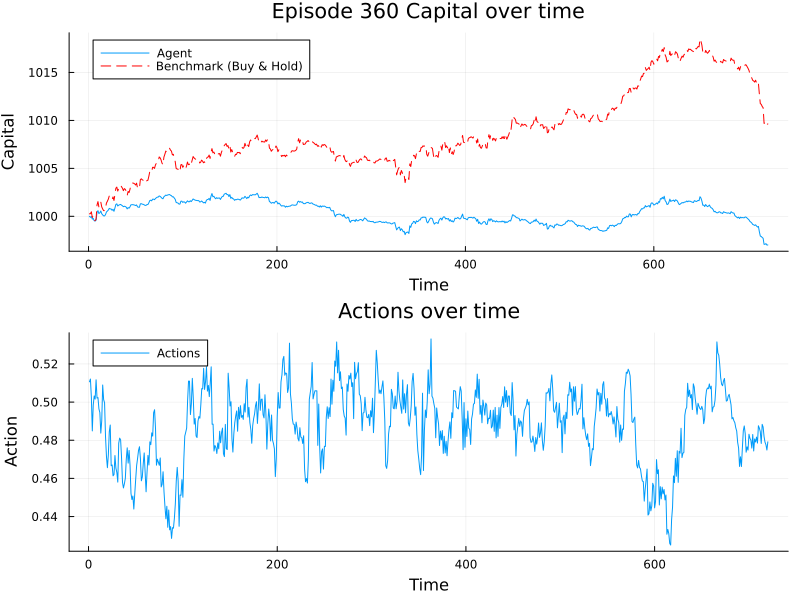 Episode 360 Capital over time
Agent
Benchmark (Buy & Hold)
1015
1010
1005
1000
Capital
0
200
400
600
Time
Actions over time
Actions
0.52
0.50
0.48
0.46
0.44
Action
0
200
400
600
Time